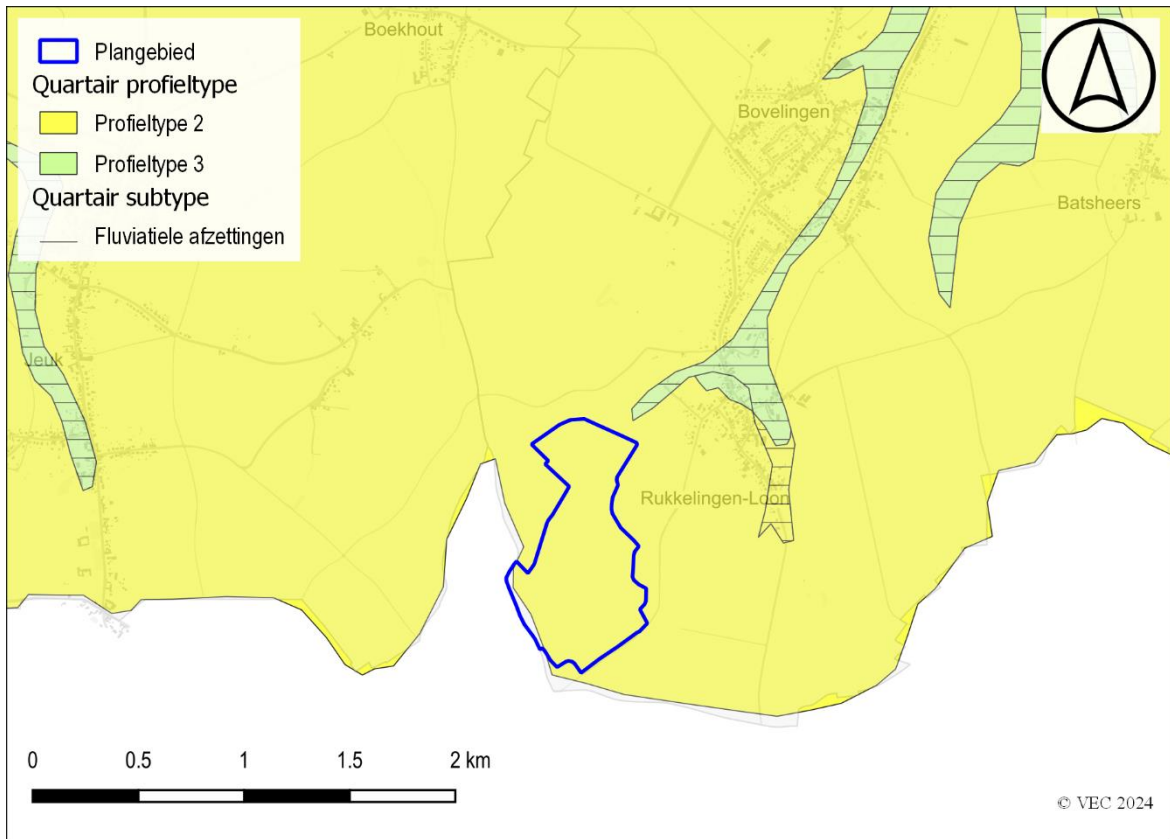 Plangebied
Quartair profieltype
Profieltype 2
Profieltype 3
Quartair subtype
Fluviatiele afzettingen
Boekhout
Bovelingen
Batsheers
Jeuk
Rukkelingen-Loon
0 0.5 1 1.5 2 km
© VEC 2024